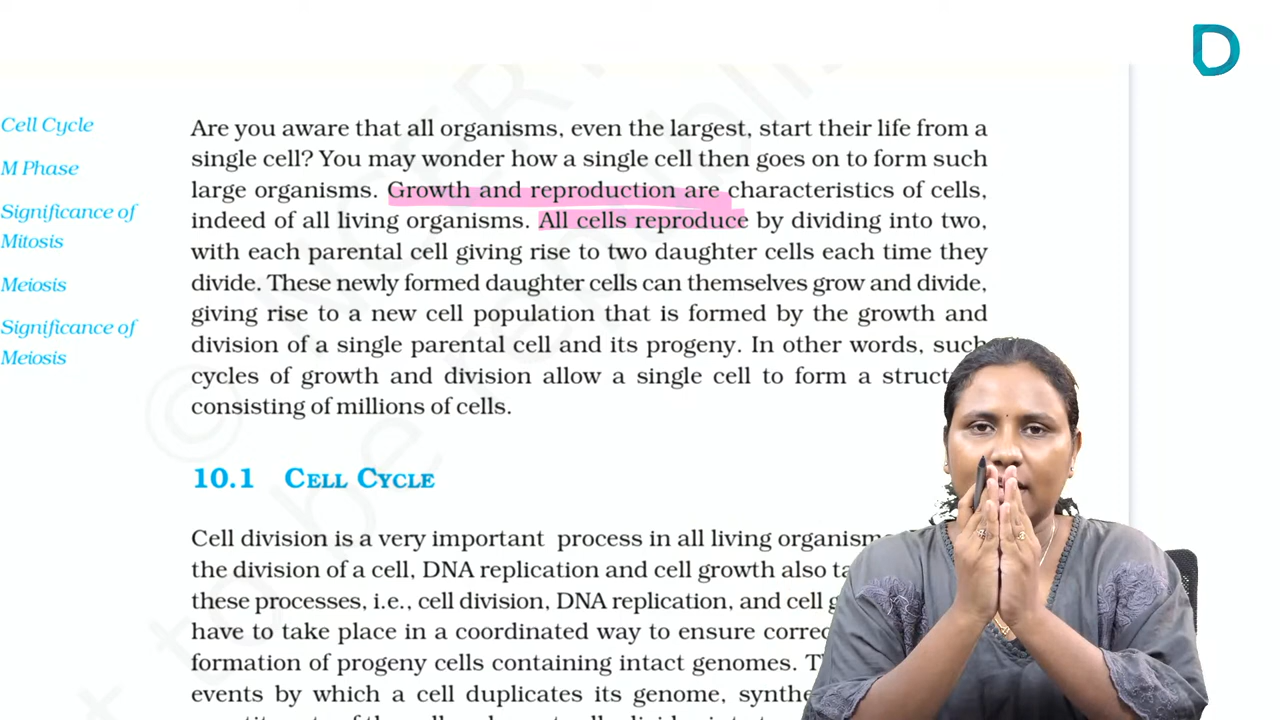 D
Cell Cycle
M Phase
Significance of
Mitosis
Meiosis
Significance of
Meiosis
Are you aware that all organisms, even the largest, start their life from a
single cell? You may wonder how a single cell then goes on to form such
large organisms. Growth and reproduction are characteristics of cells,
indeed of all living organisms. All cells reproduce by dividing into two,
with each parental cell giving rise to two daughter cells each time they
divide. These newly formed daughter cells can themselves grow and divide,
giving rise to a new cell population that is formed by the growth and
division of a single parental cell and its progeny. In other words, such
cycles of growth and division allow a single cell to form a
consisting of millions of cells.
10.1 CELL CYCLE
Cell division is a very important process in all living
the division of a cell, DNA replication and cell growth also
these processes, i.e., cell division, DNA replication, and cell
have to take place in a coordinated way to ensure
formation of progeny cells containing intact genomes.
events by which a cell duplicates its genome,